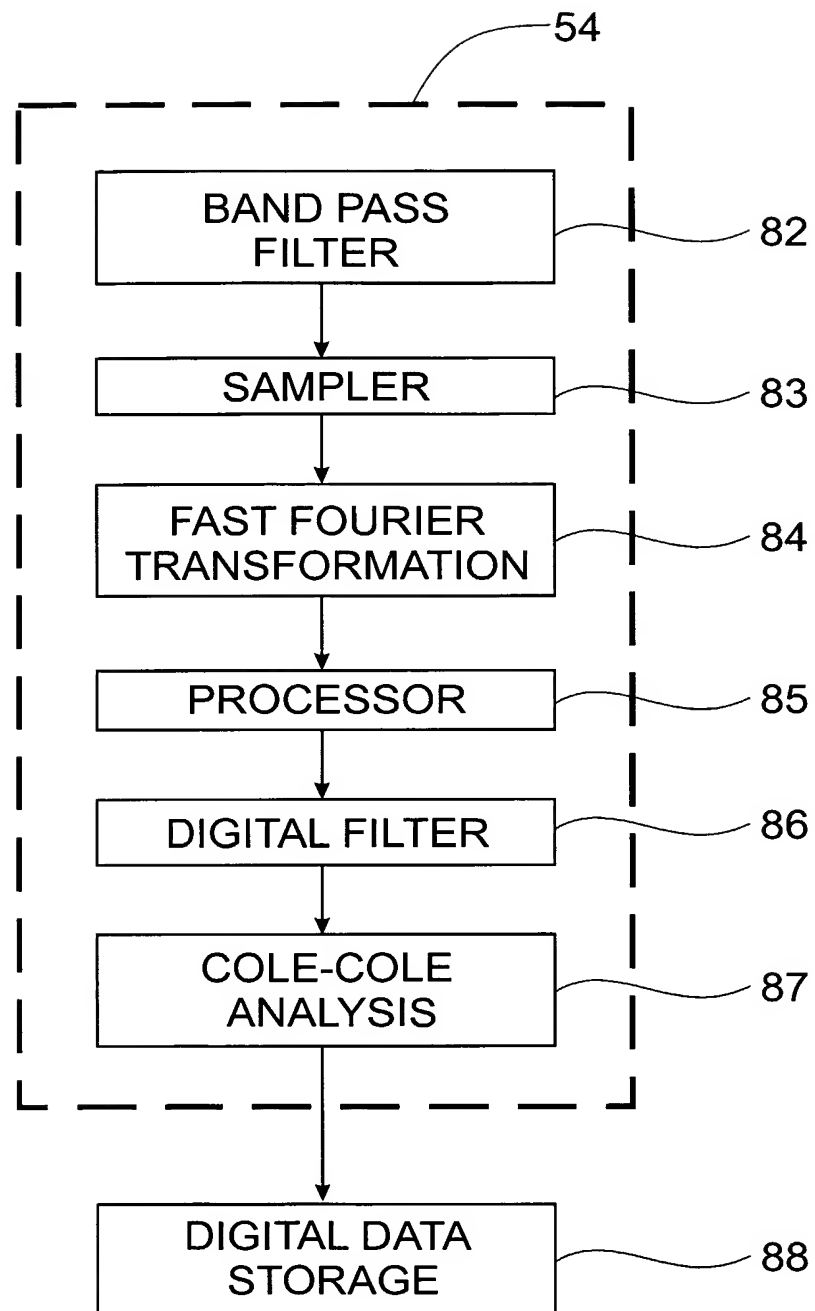 54
BAND PASS
FILTER
82
SAMPLER
83
FAST FOURIER
TRANSFORMATION
84
PROCESSOR
85
DIGITAL FILTER
86
COLE-COLE
ANALYSIS
87
DIGITAL DATA
STORAGE
88